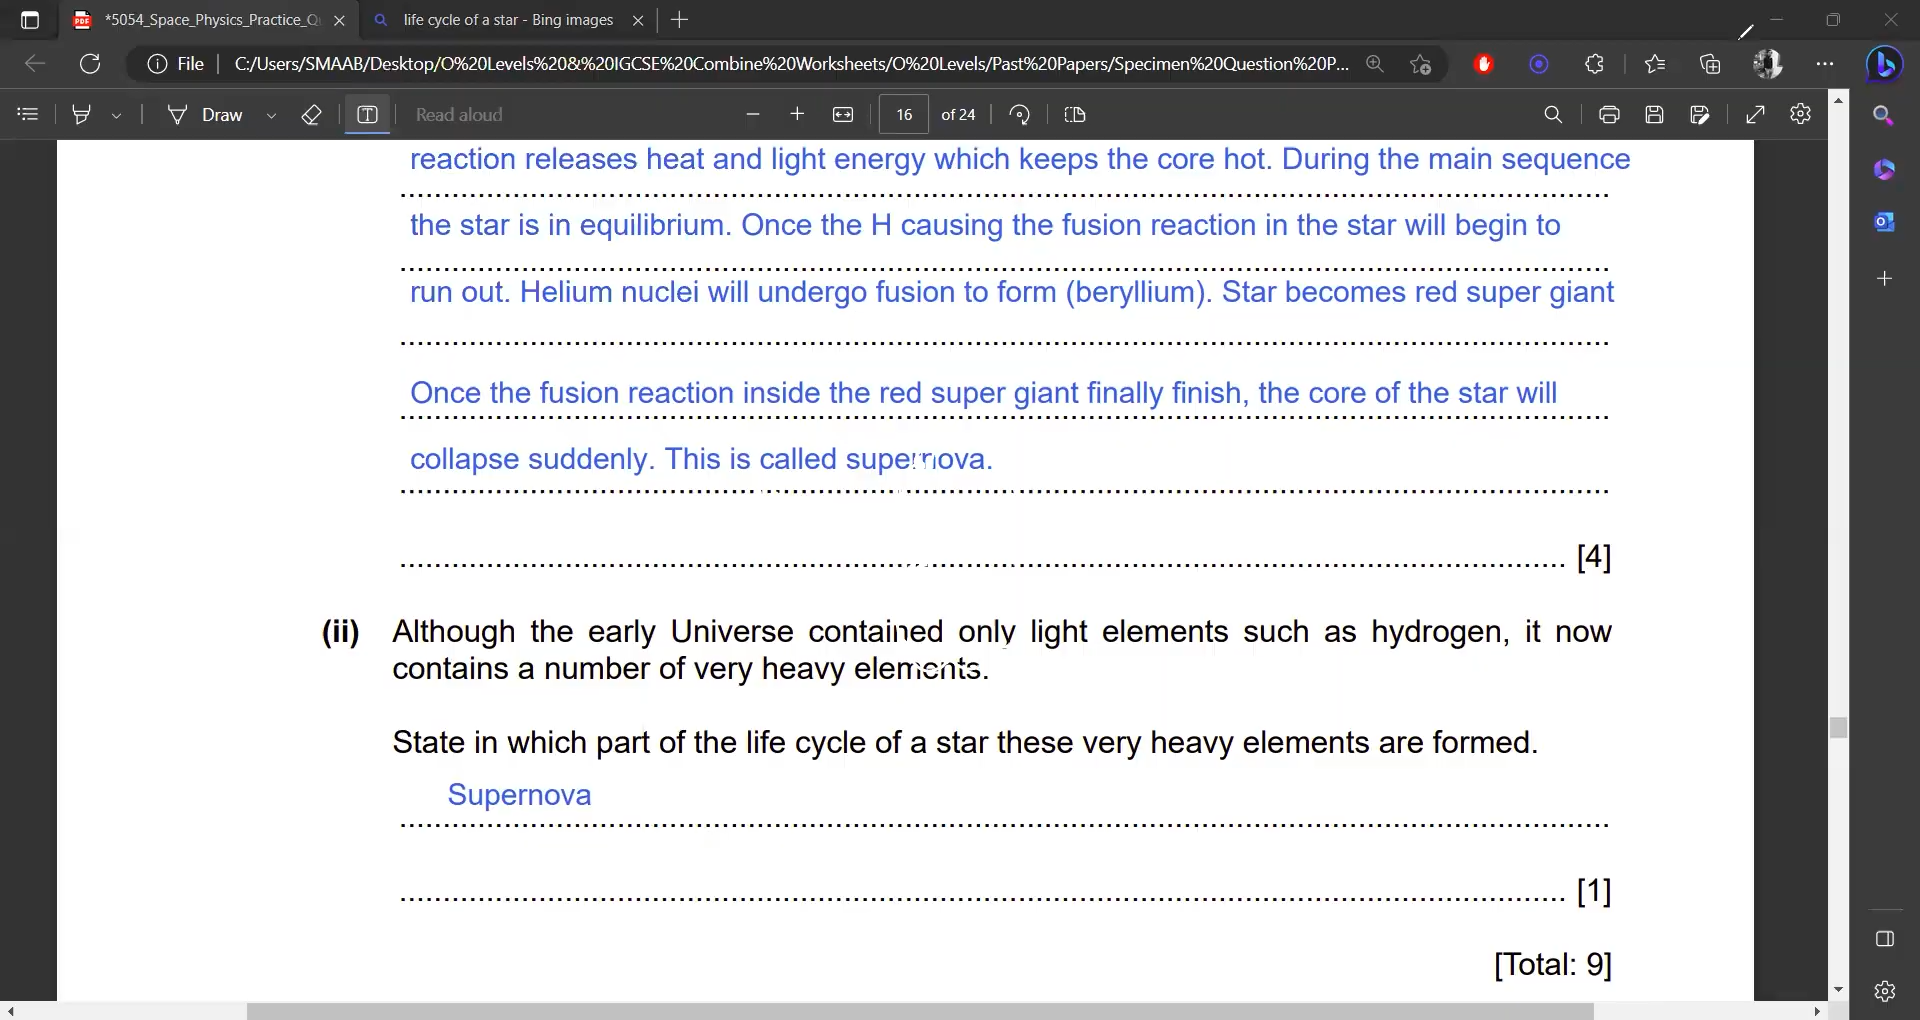 *5054_Space_Physics_Practice_Q
life cycle of a star - Bing images
File
C:/Users/SMAAB/Desktop/O%20Levels%20&%20IGCSE%20Combine%20Worksheets/O%20Levels/Past%20Papers/Specimen%20Question%20P...
Draw
Read aloud
16
of 24
reaction releases heat and light energy which keeps the core hot. During the main sequence
the star is in equilibrium. Once the H causing the fusion reaction in the star will begin to
run out. Helium nuclei will undergo fusion to form (beryllium). Star becomes red super giant
Once the fusion reaction inside the red super giant finally finish, the core of the star will
collapse suddenly. This is called supernova.
[4]
(ii) Although the early Universe contained only light elements such as hydrogen, it now
contains a number of very heavy elements.
State in which part of the life cycle of a star these very heavy elements are formed.
Supernova
[1]
[Total: 9]